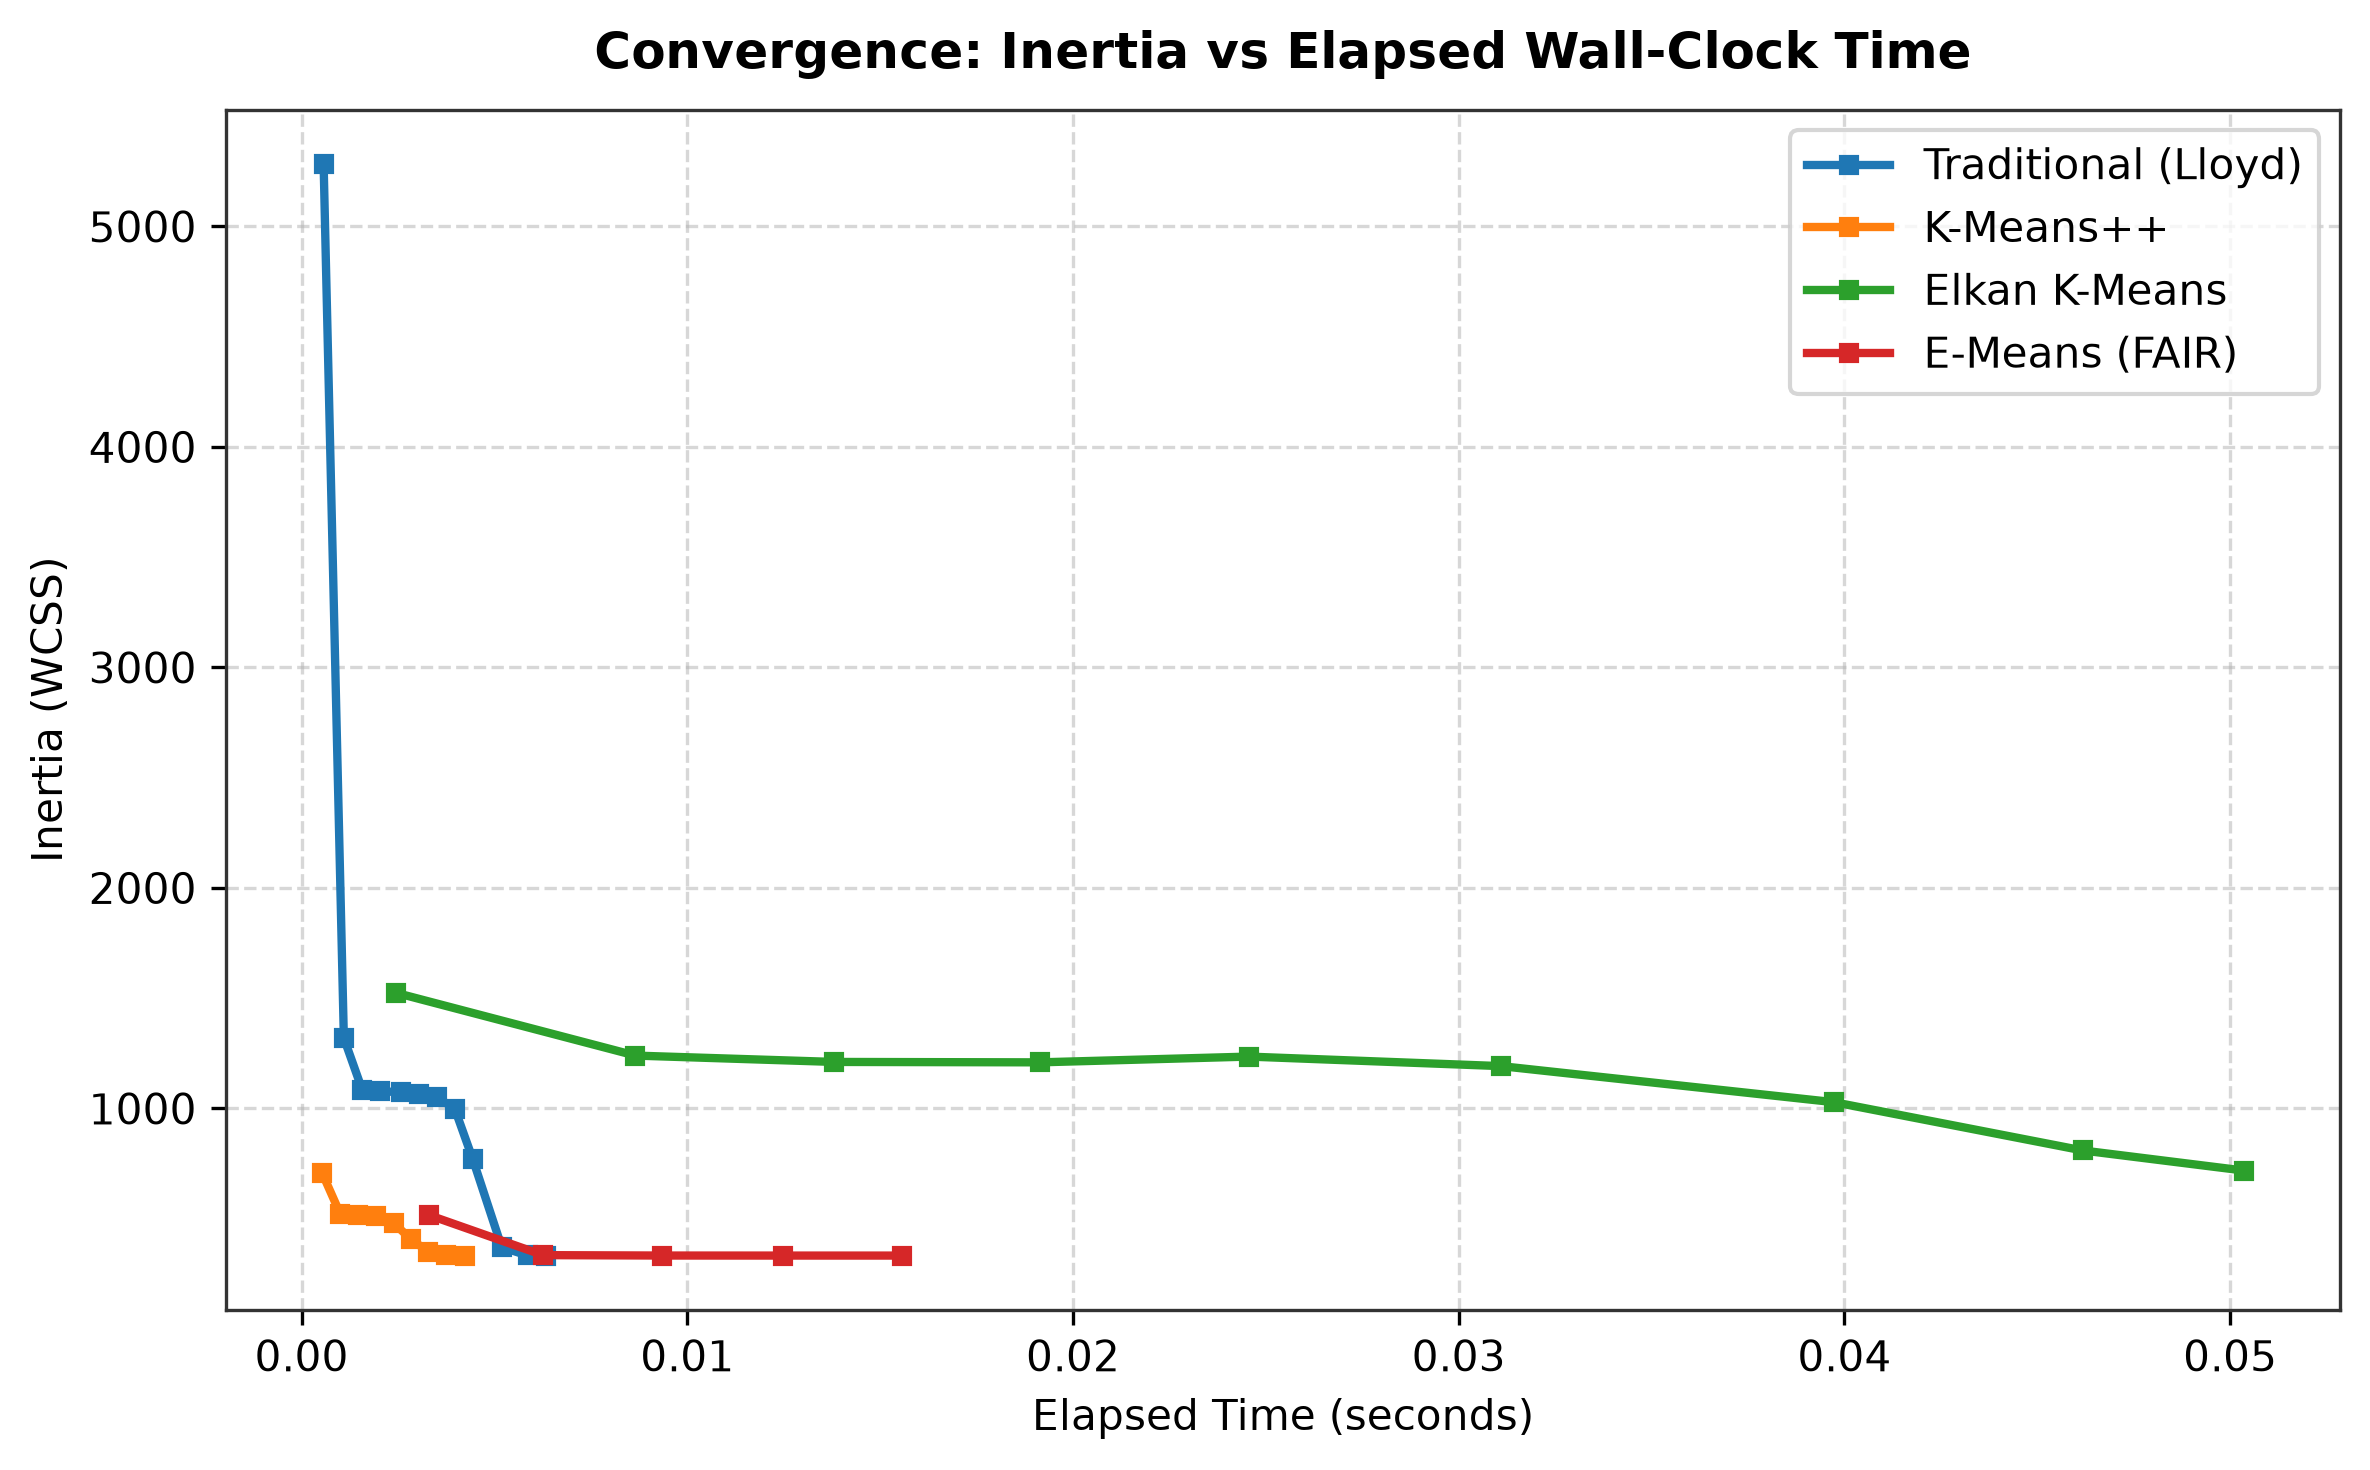 Convergence: Inertia vs Elapsed Wall-Clock Time
Traditional (Lloyd)
K-Means++
Elkan K-Means
E-Means (FAIR)
Inertia (WCSS)
5000
4000
3000
2000
1000
0.00 0.01 0.02 0.03 0.04 0.05
Elapsed Time (seconds)